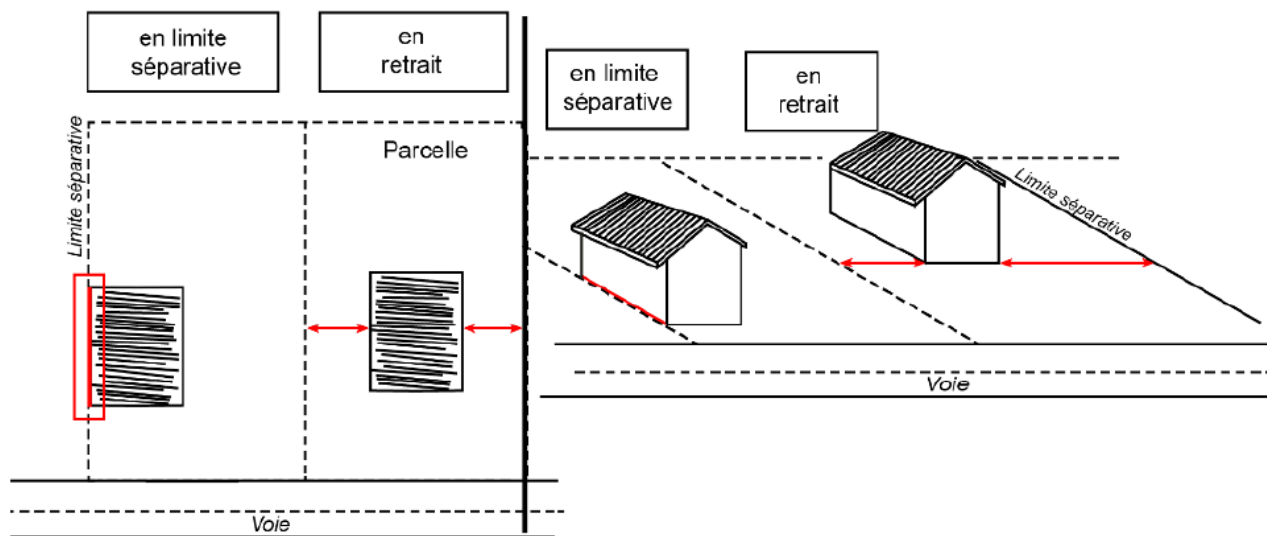 en limite
séparative
en
retrait
en limite
séparative
en
retrait
Limite séparative
Parcelle
Limite séparative
Voie
Voie